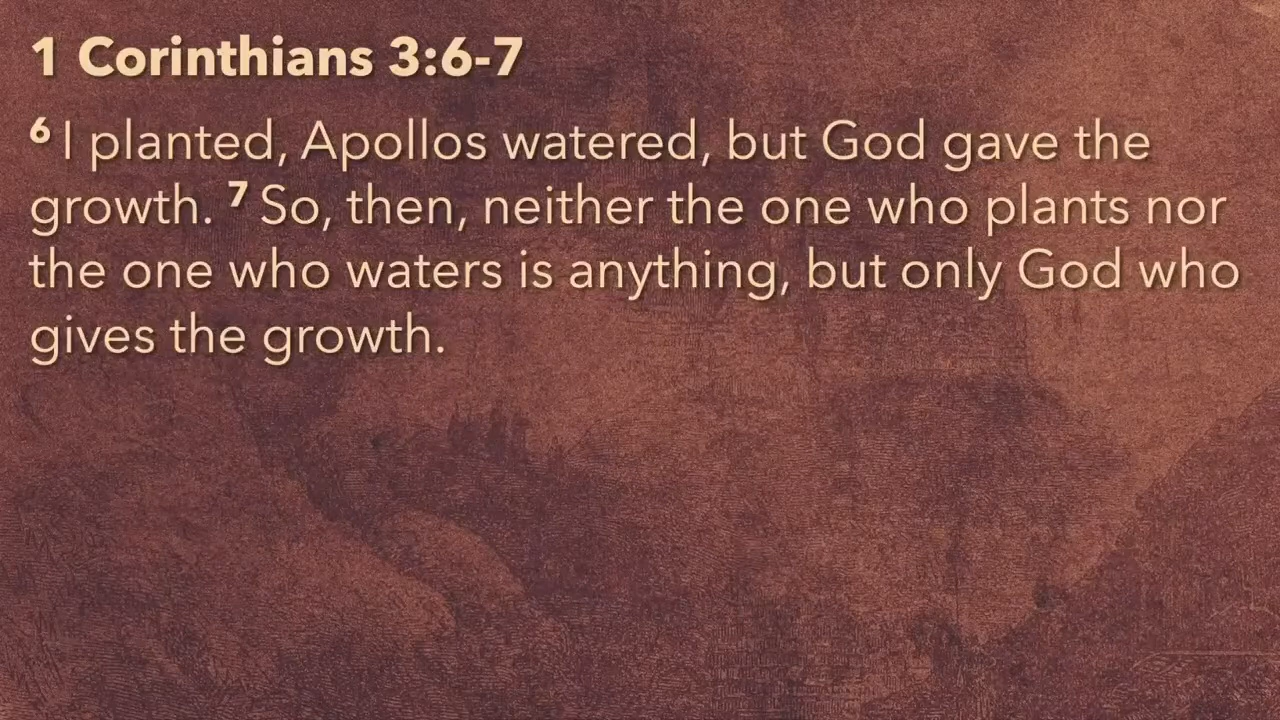 1 Corinthians 3:6-7
6 I planted, Apollos watered, but God gave the
growth. 7 So, then, neither the one who plants nor
the one who waters is anything, but only God who
gives the growth.